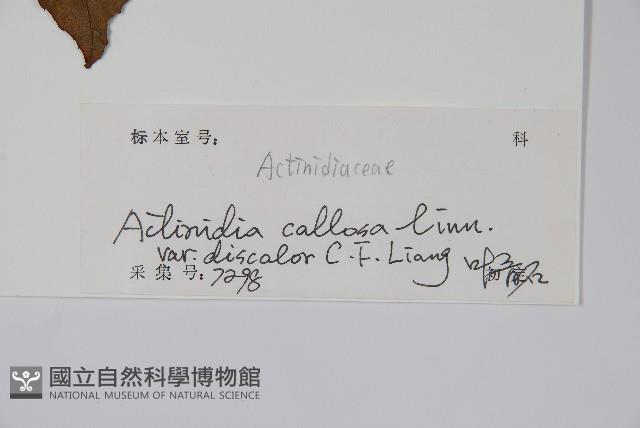 标本室号: 科
Actinidiaceae
Actinidia callosa Linn.
var. discalor C. F. Liang
采集号: 7298
國立自然科學博物館
NATIONAL MUSEUM OF NATURAL SCIENCE